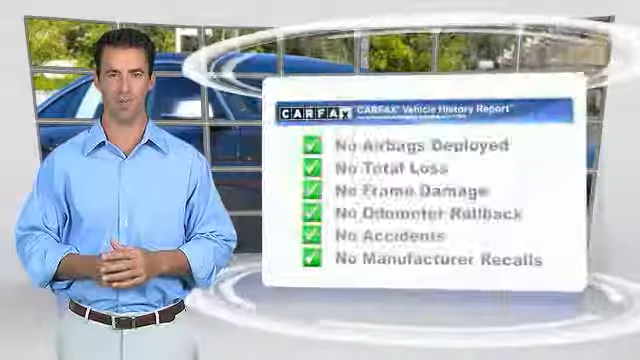 CARFAX CARFAX Vehicle History Report™
No Airbags Deployed
No Total Loss
No Frame Damage
No Odometer Rollback
No Accidents
No Manufacturer Recalls